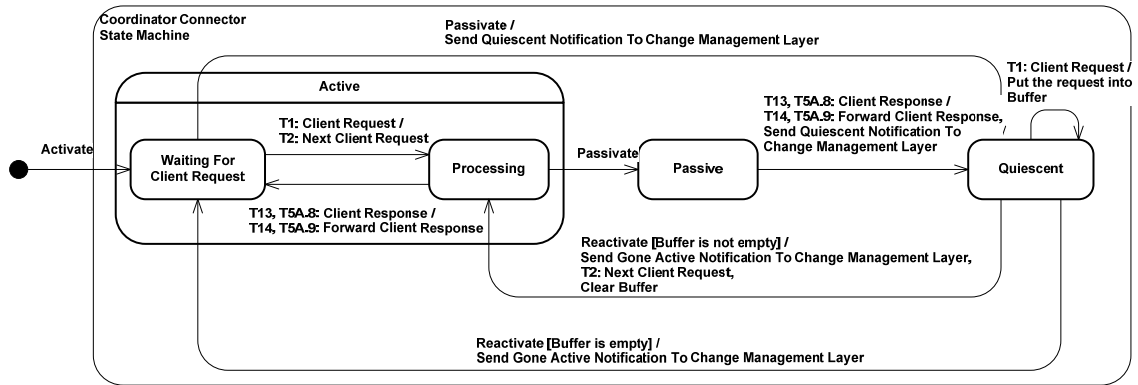 Coordinator Connector
State Machine
Passivate /
Send Quiescent Notification To Change Management Layer
T1: Client Request /
Put the request into
Buffer
Active
T13, T5A.8: Client Response /
T14, T5A.9: Forward Client Response,
Send Quiescent Notification To
Change Management Layer
T1: Client Request /
T2: Next Client Request
Activate
Waiting For
Client Request
Processing
Passivate
Passive
Quiescent
T13, T5A.8: Client Response /
T14, T5A.9: Forward Client Response
Reactivate [Buffer is not empty] /
Send Gone Active Notification To Change Management Layer,
T2: Next Client Request,
Clear Buffer
Reactivate [Buffer is empty] /
Send Gone Active Notification To Change Management Layer